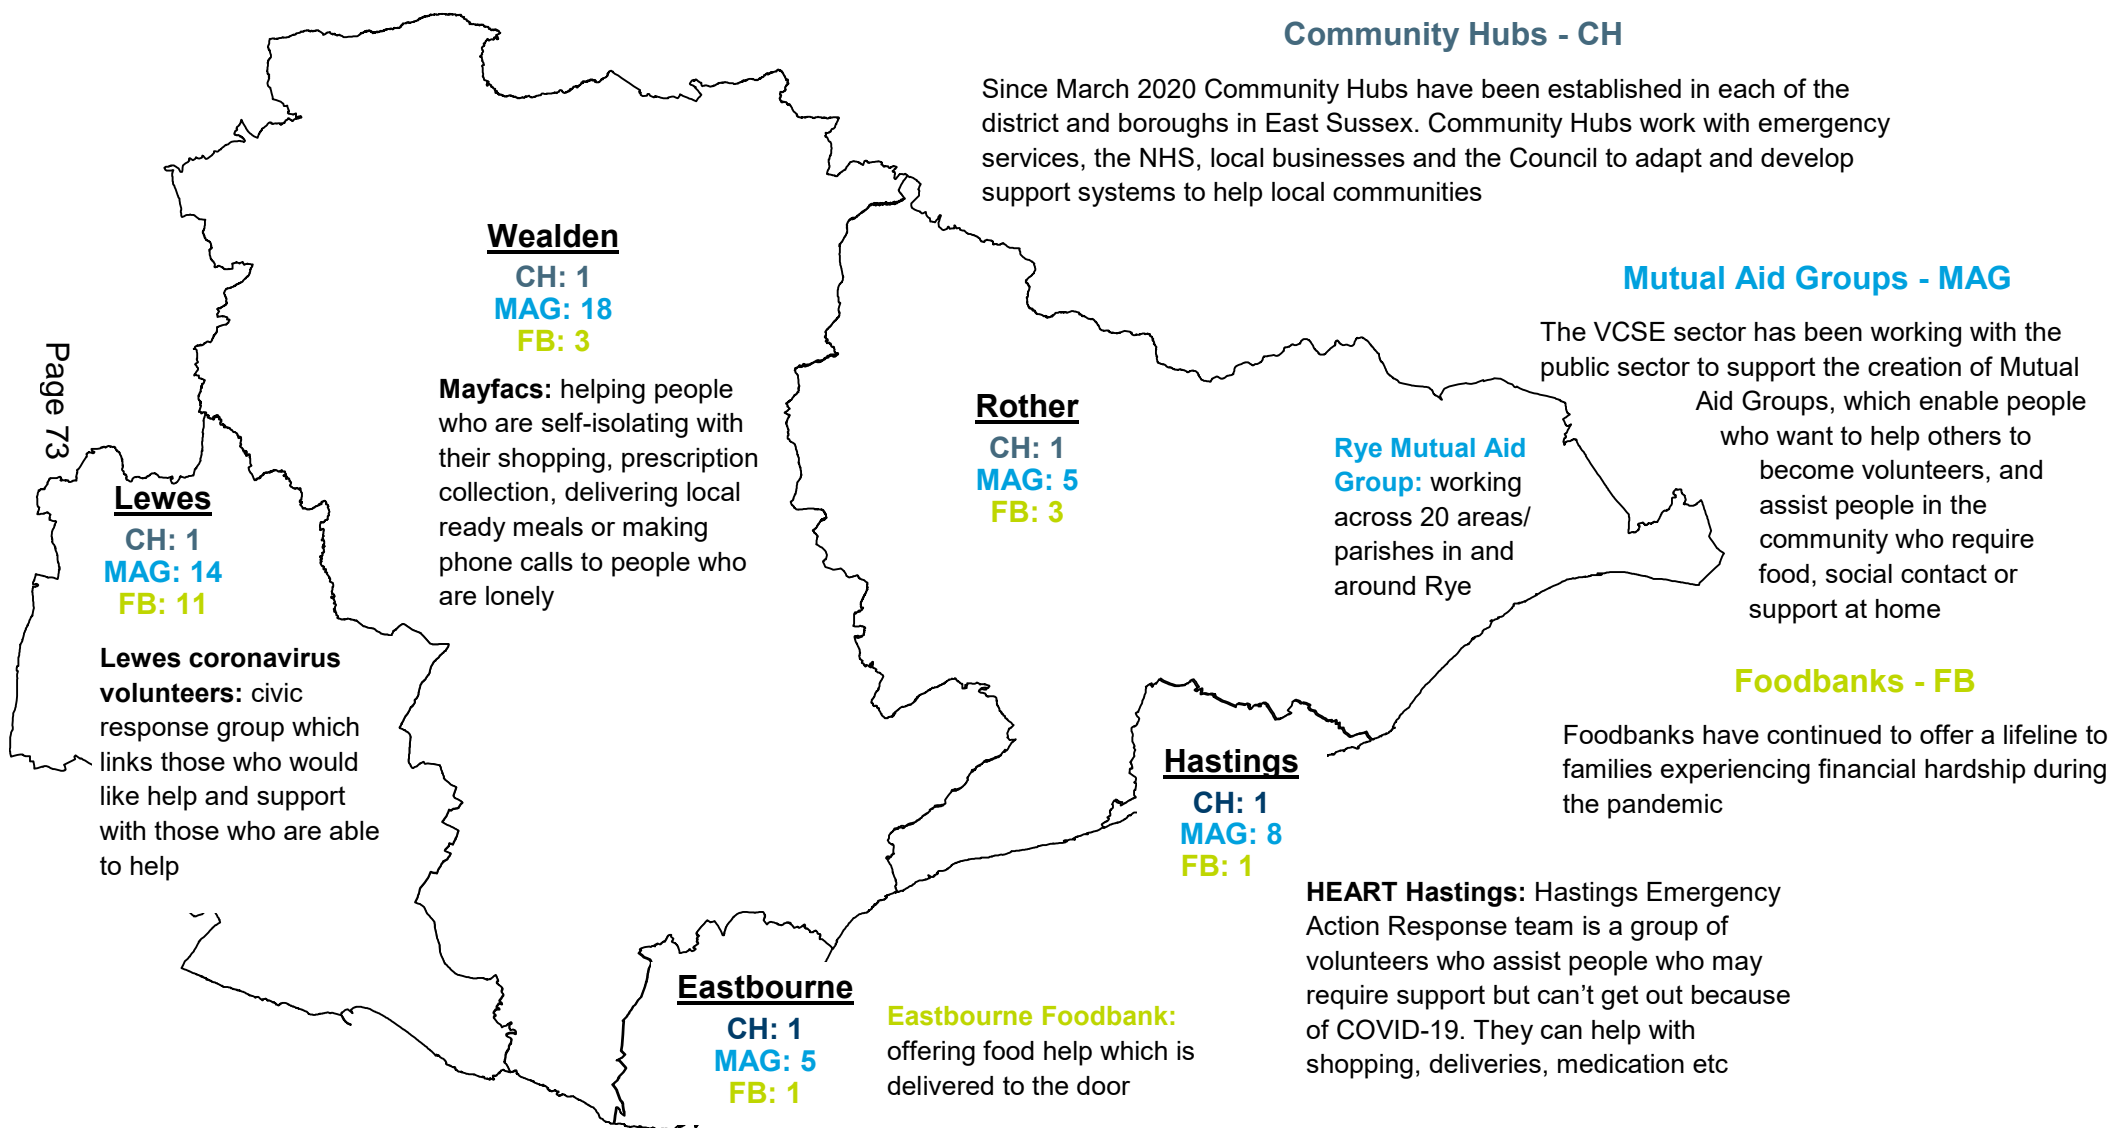 Community Hubs - CH
Since March 2020 Community Hubs have been established in each of the
district and boroughs in East Sussex. Community Hubs work with emergency
services, the NHS, local businesses and the Council to adapt and develop
support systems to help local communities
Wealden
CH: 1
MAG: 18
FB: 3
Mayfacs: helping people
who are self-isolating with
their shopping, prescription
collection, delivering local
ready meals or making
phone calls to people who
are lonely
Mutual Aid Groups - MAG
The VCSE sector has been working with the
public sector to support the creation of Mutual
Aid Groups, which enable people
who want to help others to
become volunteers, and
assist people in the
community who require
food, social contact or
support at home
Page 73
Rother
CH: 1
MAG: 5
FB: 3
Rye Mutual Aid
Group: working
across 20 areas/
parishes in and
around Rye
Lewes
CH: 1
MAG: 14
FB: 11
Lewes coronavirus
volunteers: civic
response group which
links those who would
like help and support
with those who are able
to help
Foodbanks - FB
Foodbanks have continued to offer a lifeline to
families experiencing financial hardship during
the pandemic
Hastings
CH: 1
MAG: 8
FB: 1
HEART Hastings: Hastings Emergency
Action Response team is a group of
volunteers who assist people who may
require support but can’t get out because
of COVID-19. They can help with
shopping, deliveries, medication etc
Eastbourne
CH: 1
MAG: 5
FB: 1
Eastbourne Foodbank:
offering food help which is
delivered to the door